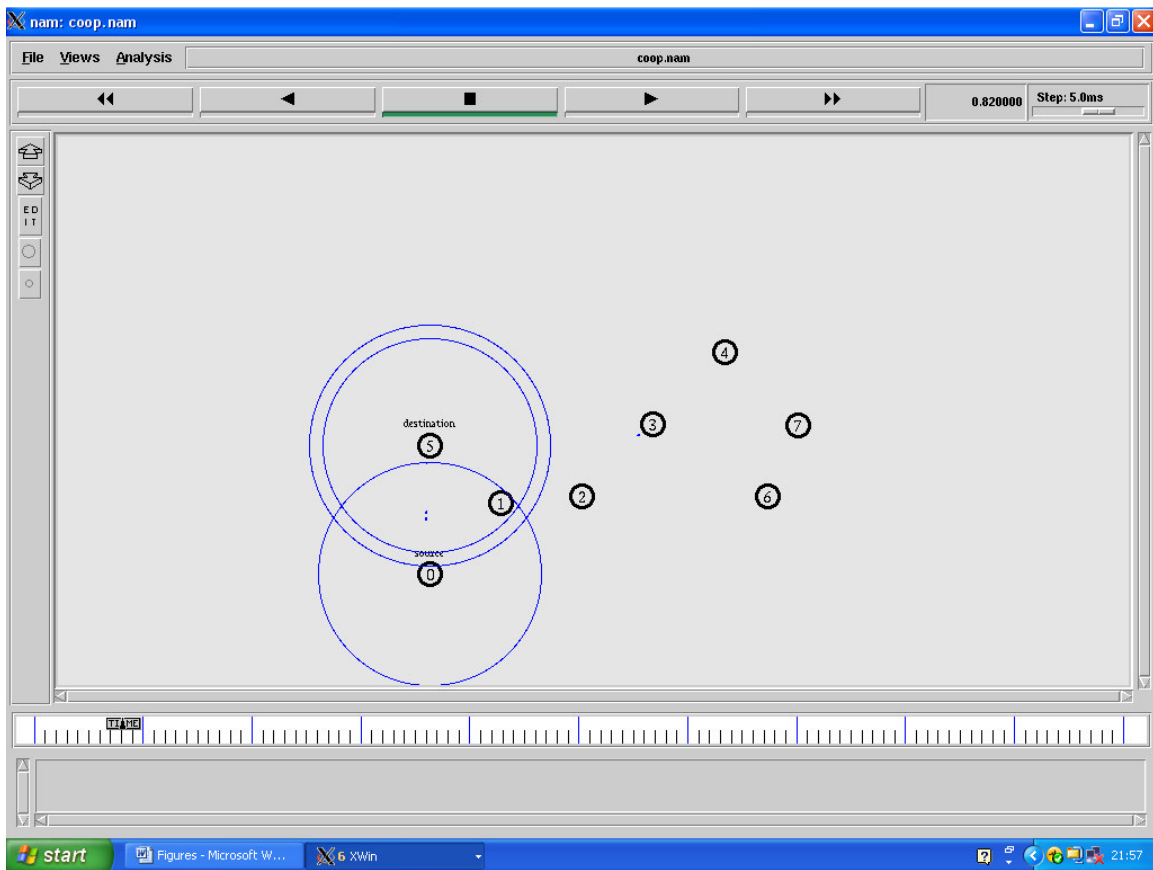 nam: coop.nam
File Views Analysis coop.nam
0.820000 Step: 5.0ms
ED
IT
4
destination
3
7
5
1
2
6
source
0
TIME
start Figures - Microsoft W... 6 XWin 21:57